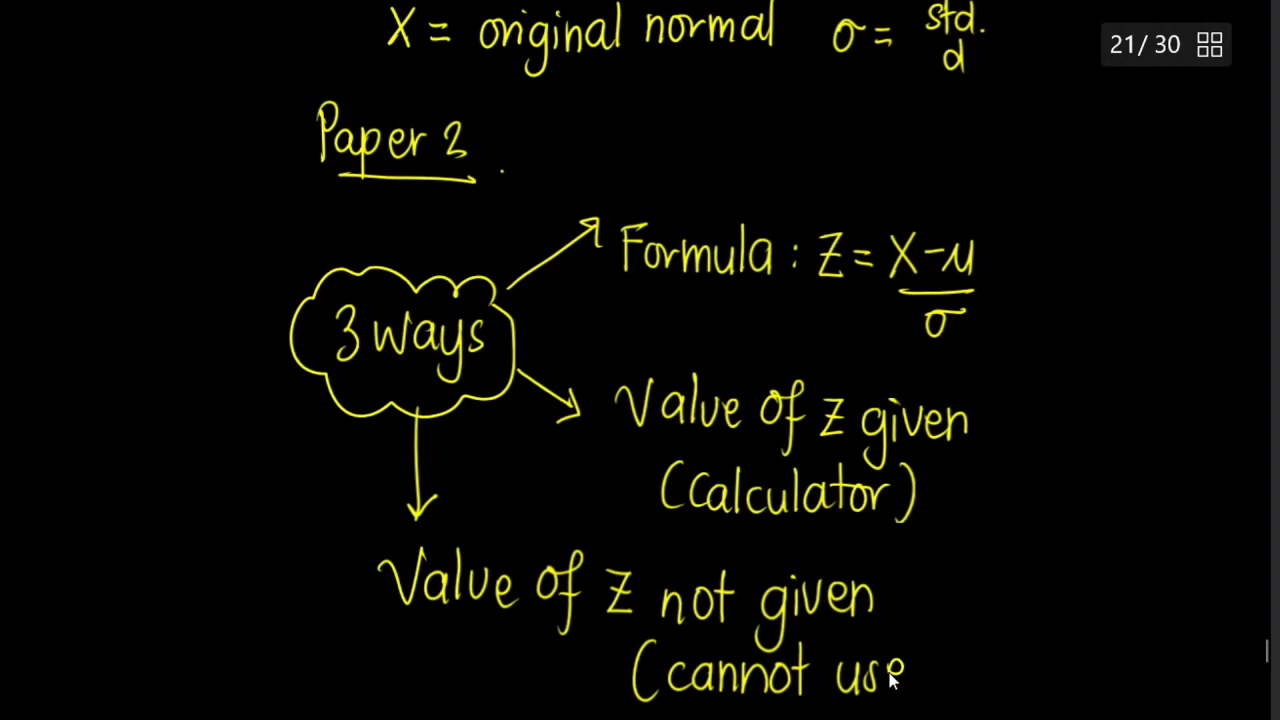 X = original normal σ = std.
d
21/ 30
Paper 2
Formula : Z = X-μ
σ
3 ways
Value of Z given
(Calculator)
Value of Z not given
(cannot use